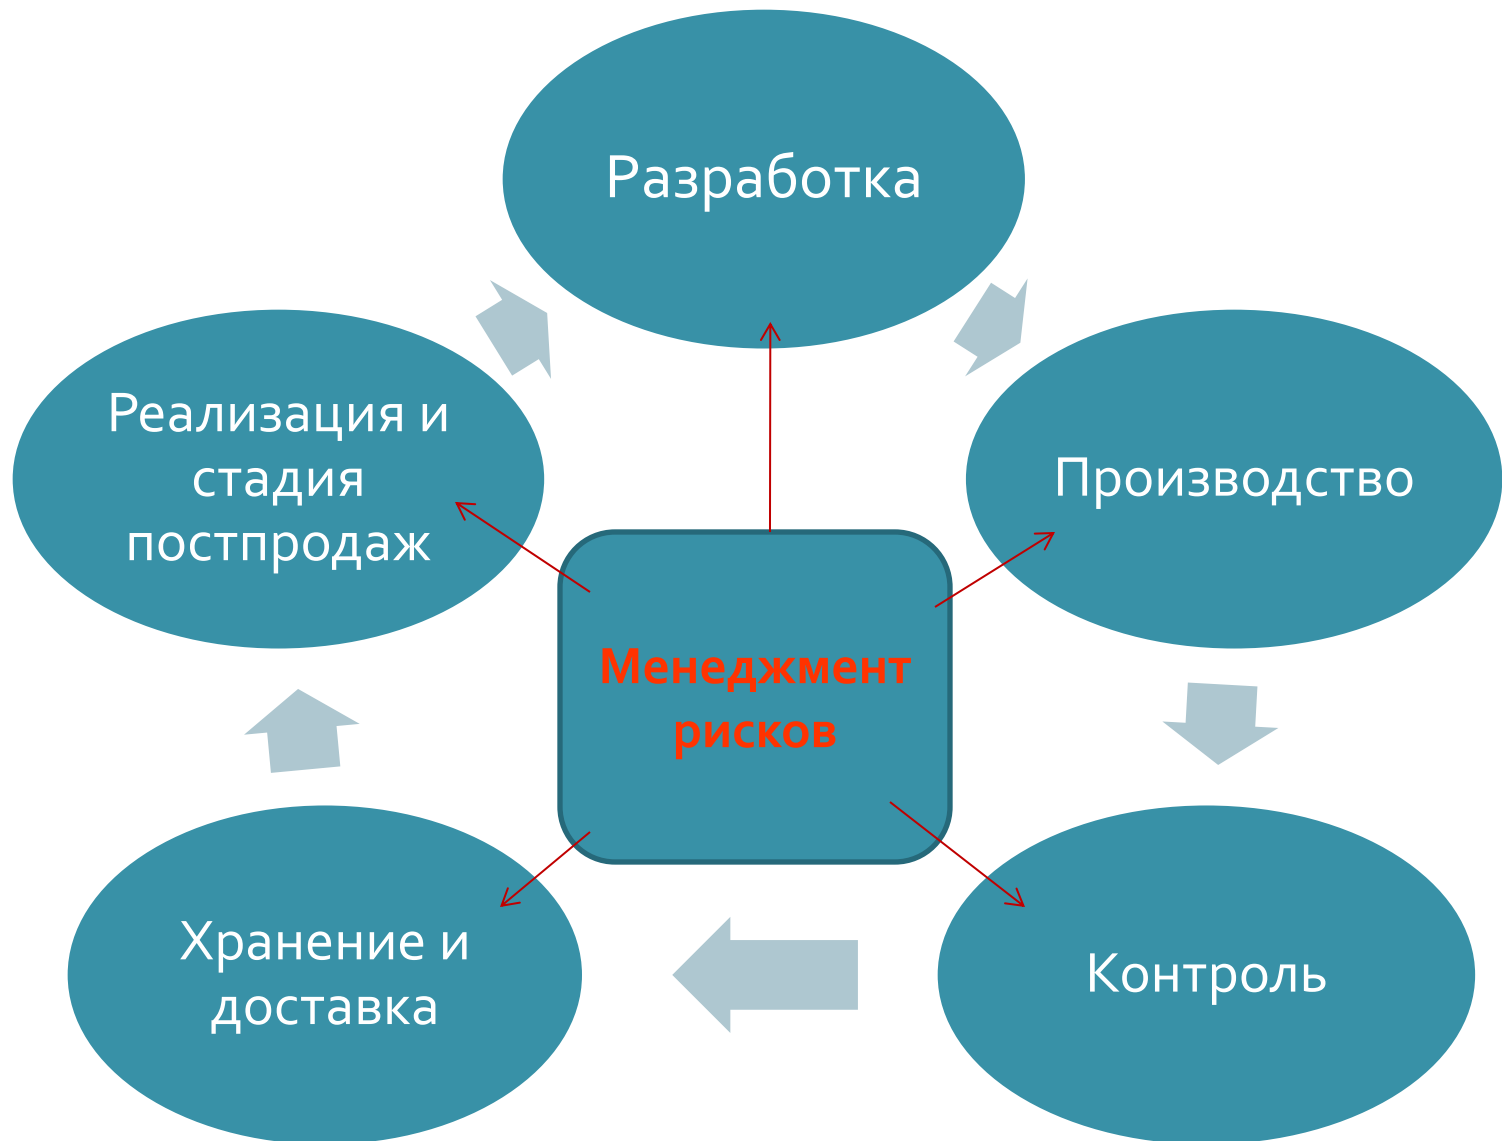 Разработка
Производство
Контроль
Хранение и
доставка
Реализация и
стадия
постпродаж
Менеджмент
рисков